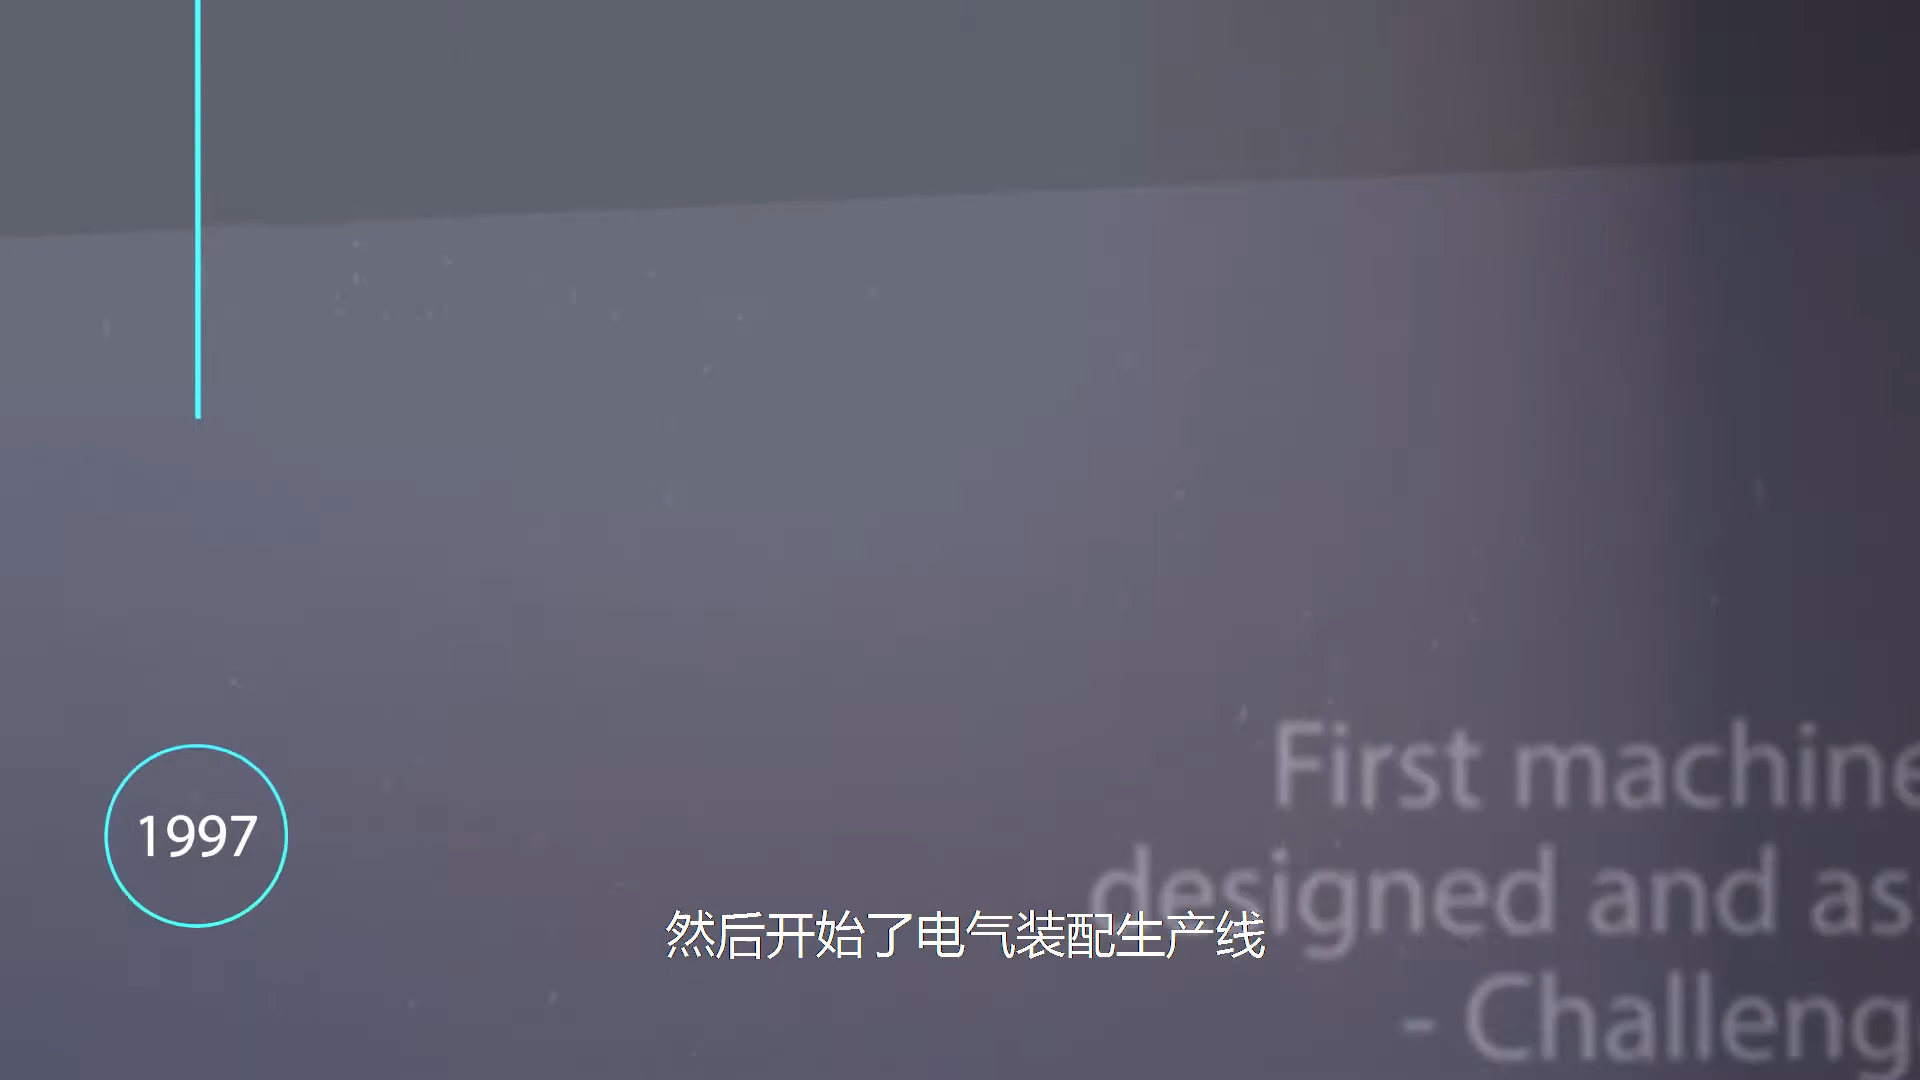 First machine
1997
designed and as
然后开始了电气装配生产线
- Challeng